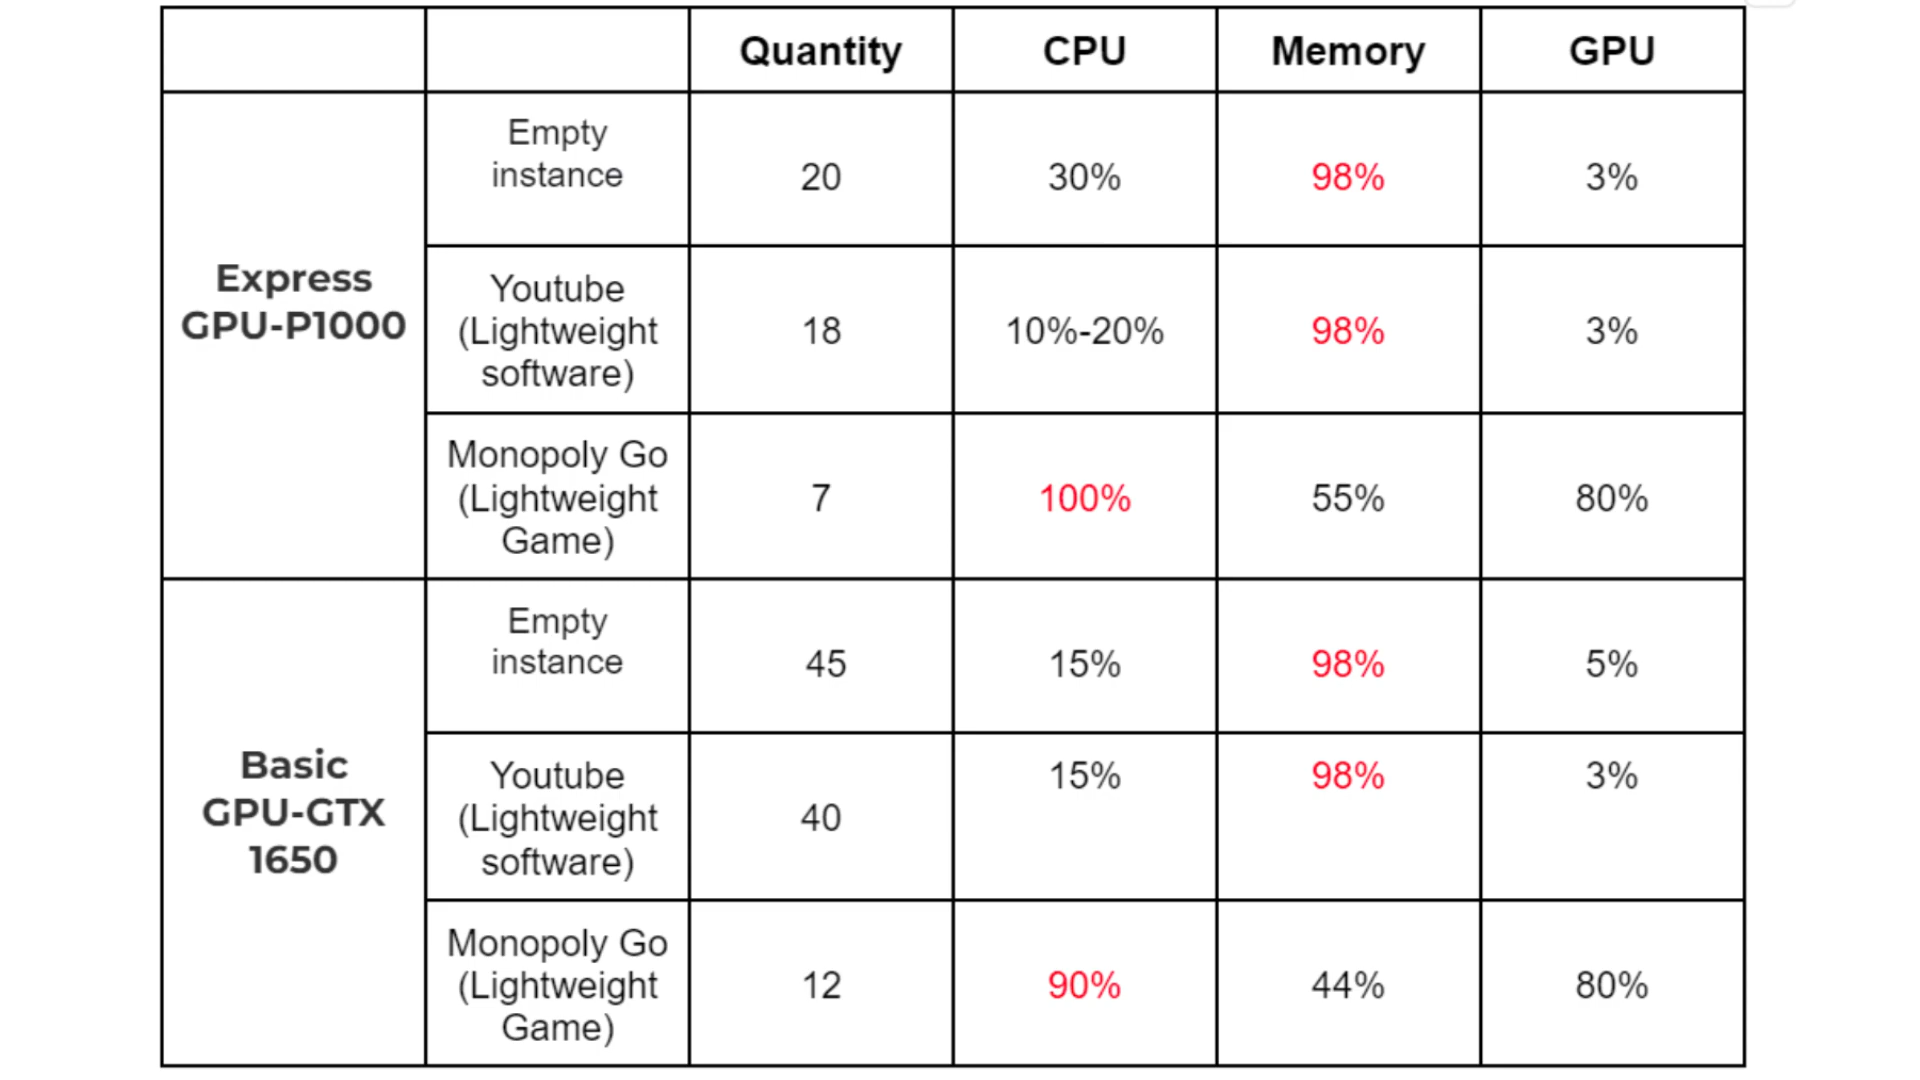 Quantity CPU Memory GPU
Express
GPU-P1000
Empty
instance
20 30% 98% 3%
Youtube
(Lightweight
software)
18 10%-20% 98% 3%
Monopoly Go
(Lightweight
Game)
7 100% 55% 80%
Basic
GPU-GTX
1650
Empty
instance
45 15% 98% 5%
Youtube
(Lightweight
software)
40 15% 98% 3%
Monopoly Go
(Lightweight
Game)
12 90% 44% 80%